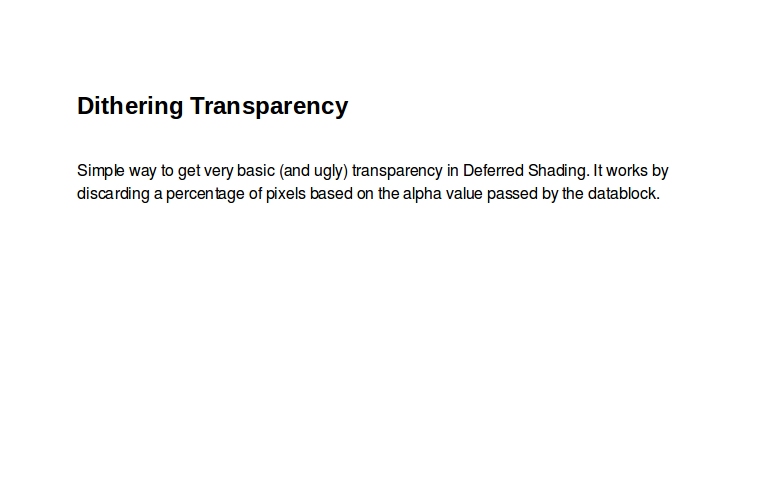 Dithering Transparency
Simple way to get very basic (and ugly) transparency in Deferred Shading. It works by
discarding a percentage of pixels based on the alpha value passed by the datablock.